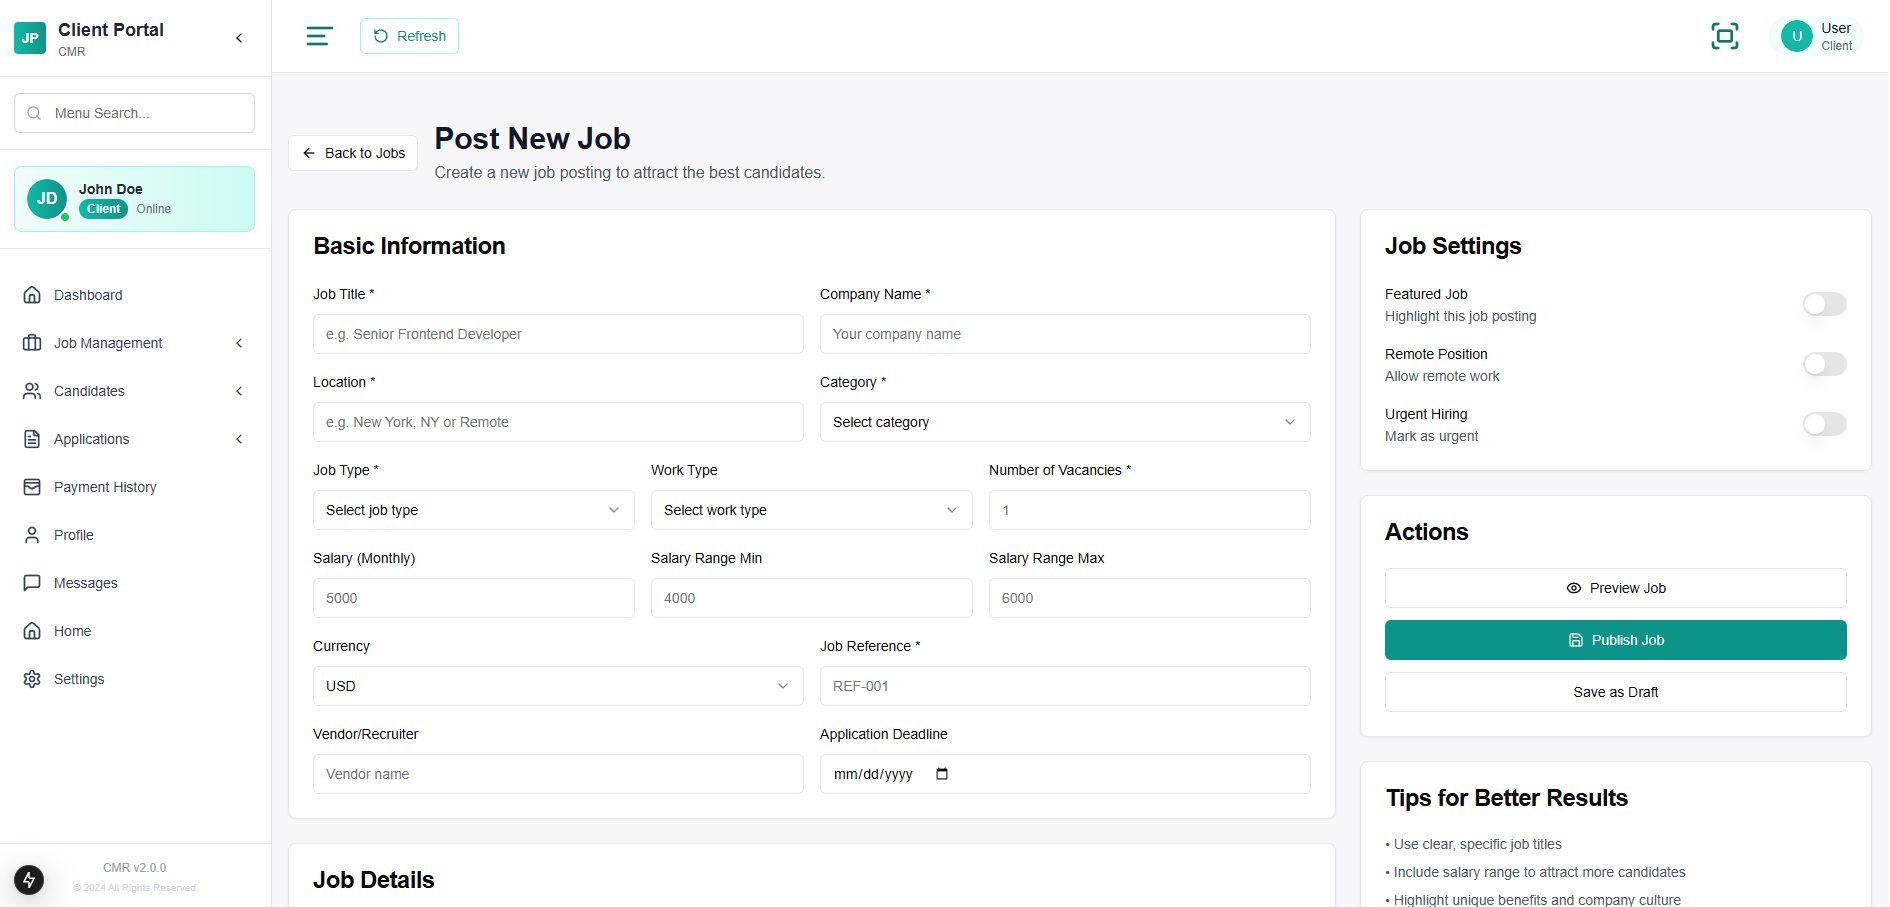 JP
Client Portal
CMR
Menu Search...
JD
John Doe
Client Online
Dashboard
Job Management
Candidates
Applications
Payment History
Profile
Messages
Home
Settings
CMR v2.0.0
© 2024 All Rights Reserved
Refresh
U
User
Client
Back to Jobs
Post New Job
Create a new job posting to attract the best candidates.
Basic Information
Job Title * Company Name *
e.g. Senior Frontend Developer Your company name
Location * Category *
e.g. New York, NY or Remote Select category
Job Type * Work Type Number of Vacancies *
Select job type Select work type 1
Salary (Monthly) Salary Range Min Salary Range Max
5000 4000 6000
Currency Job Reference *
USD REF-001
Vendor/Recruiter Application Deadline
Vendor name mm/dd/yyyy
Job Details
Job Settings
Featured Job
Highlight this job posting
Remote Position
Allow remote work
Urgent Hiring
Mark as urgent
Actions
Preview Job
Publish Job
Save as Draft
Tips for Better Results
• Use clear, specific job titles
• Include salary range to attract more candidates
• Highlight unique benefits and company culture